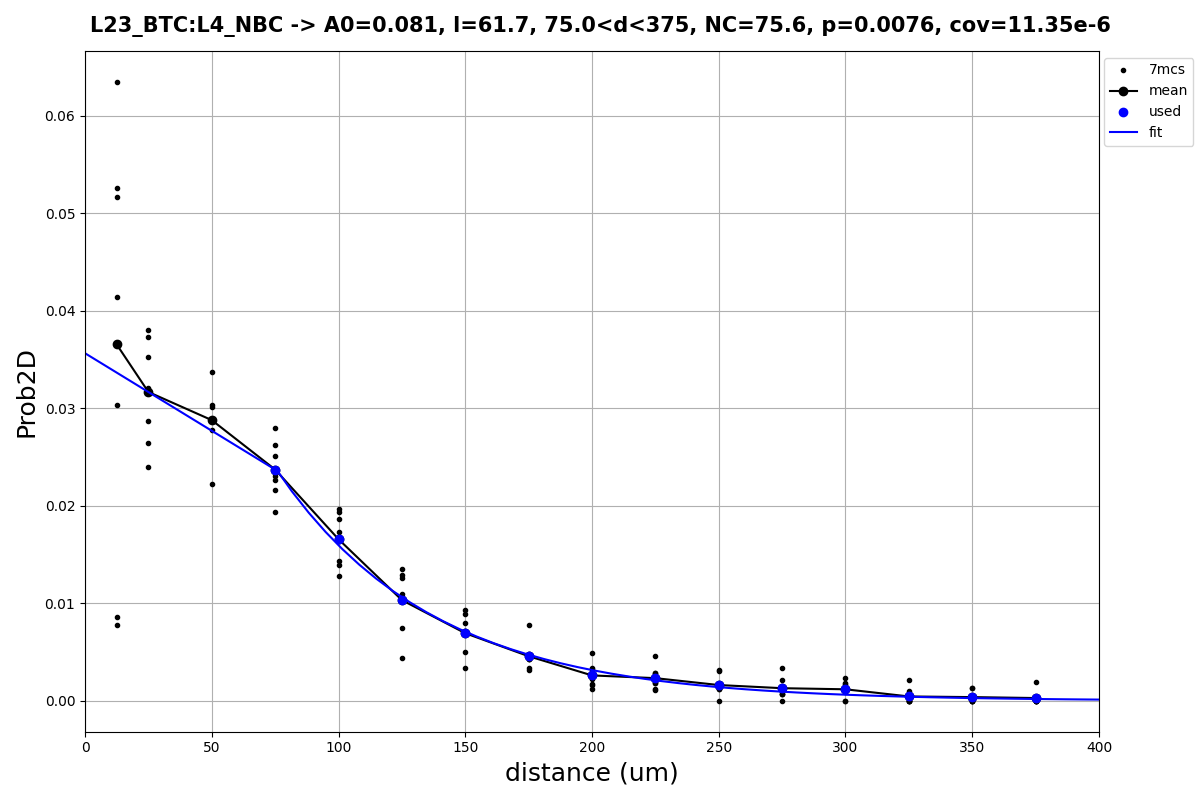 L23_BTC:L4_NBC -> A0=0.081, l=61.7, 75.0<d<375, NC=75.6, p=0.0076, cov=11.35e-6
7mcs
mean
used
fit
0.06
0.05
0.04
0.03
0.02
0.01
0.00
Prob2D
0 50 100 150 200 250 300 350 400
distance (um)